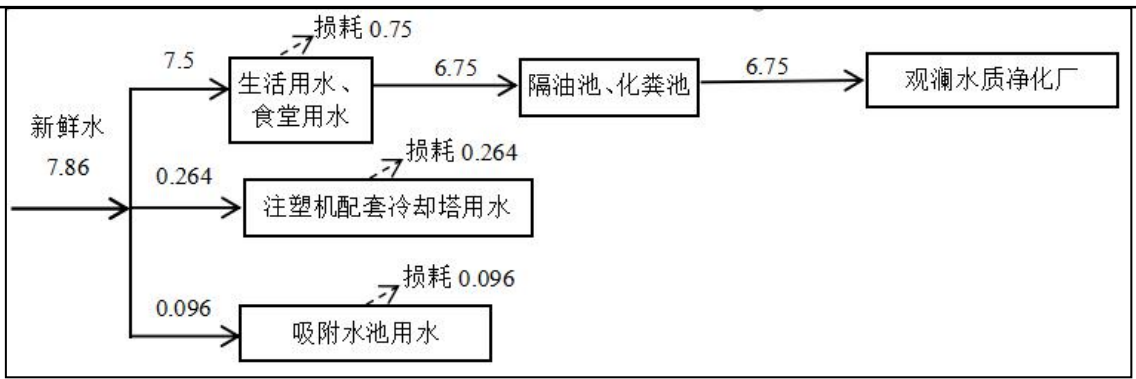 损耗 0.75
7.5
生活用水、
食堂用水
6.75
隔油池、化粪池
6.75
观澜水质净化厂
新鲜水
7.86
损耗 0.264
0.264
注塑机配套冷却塔用水
损耗 0.096
0.096
吸附水池用水